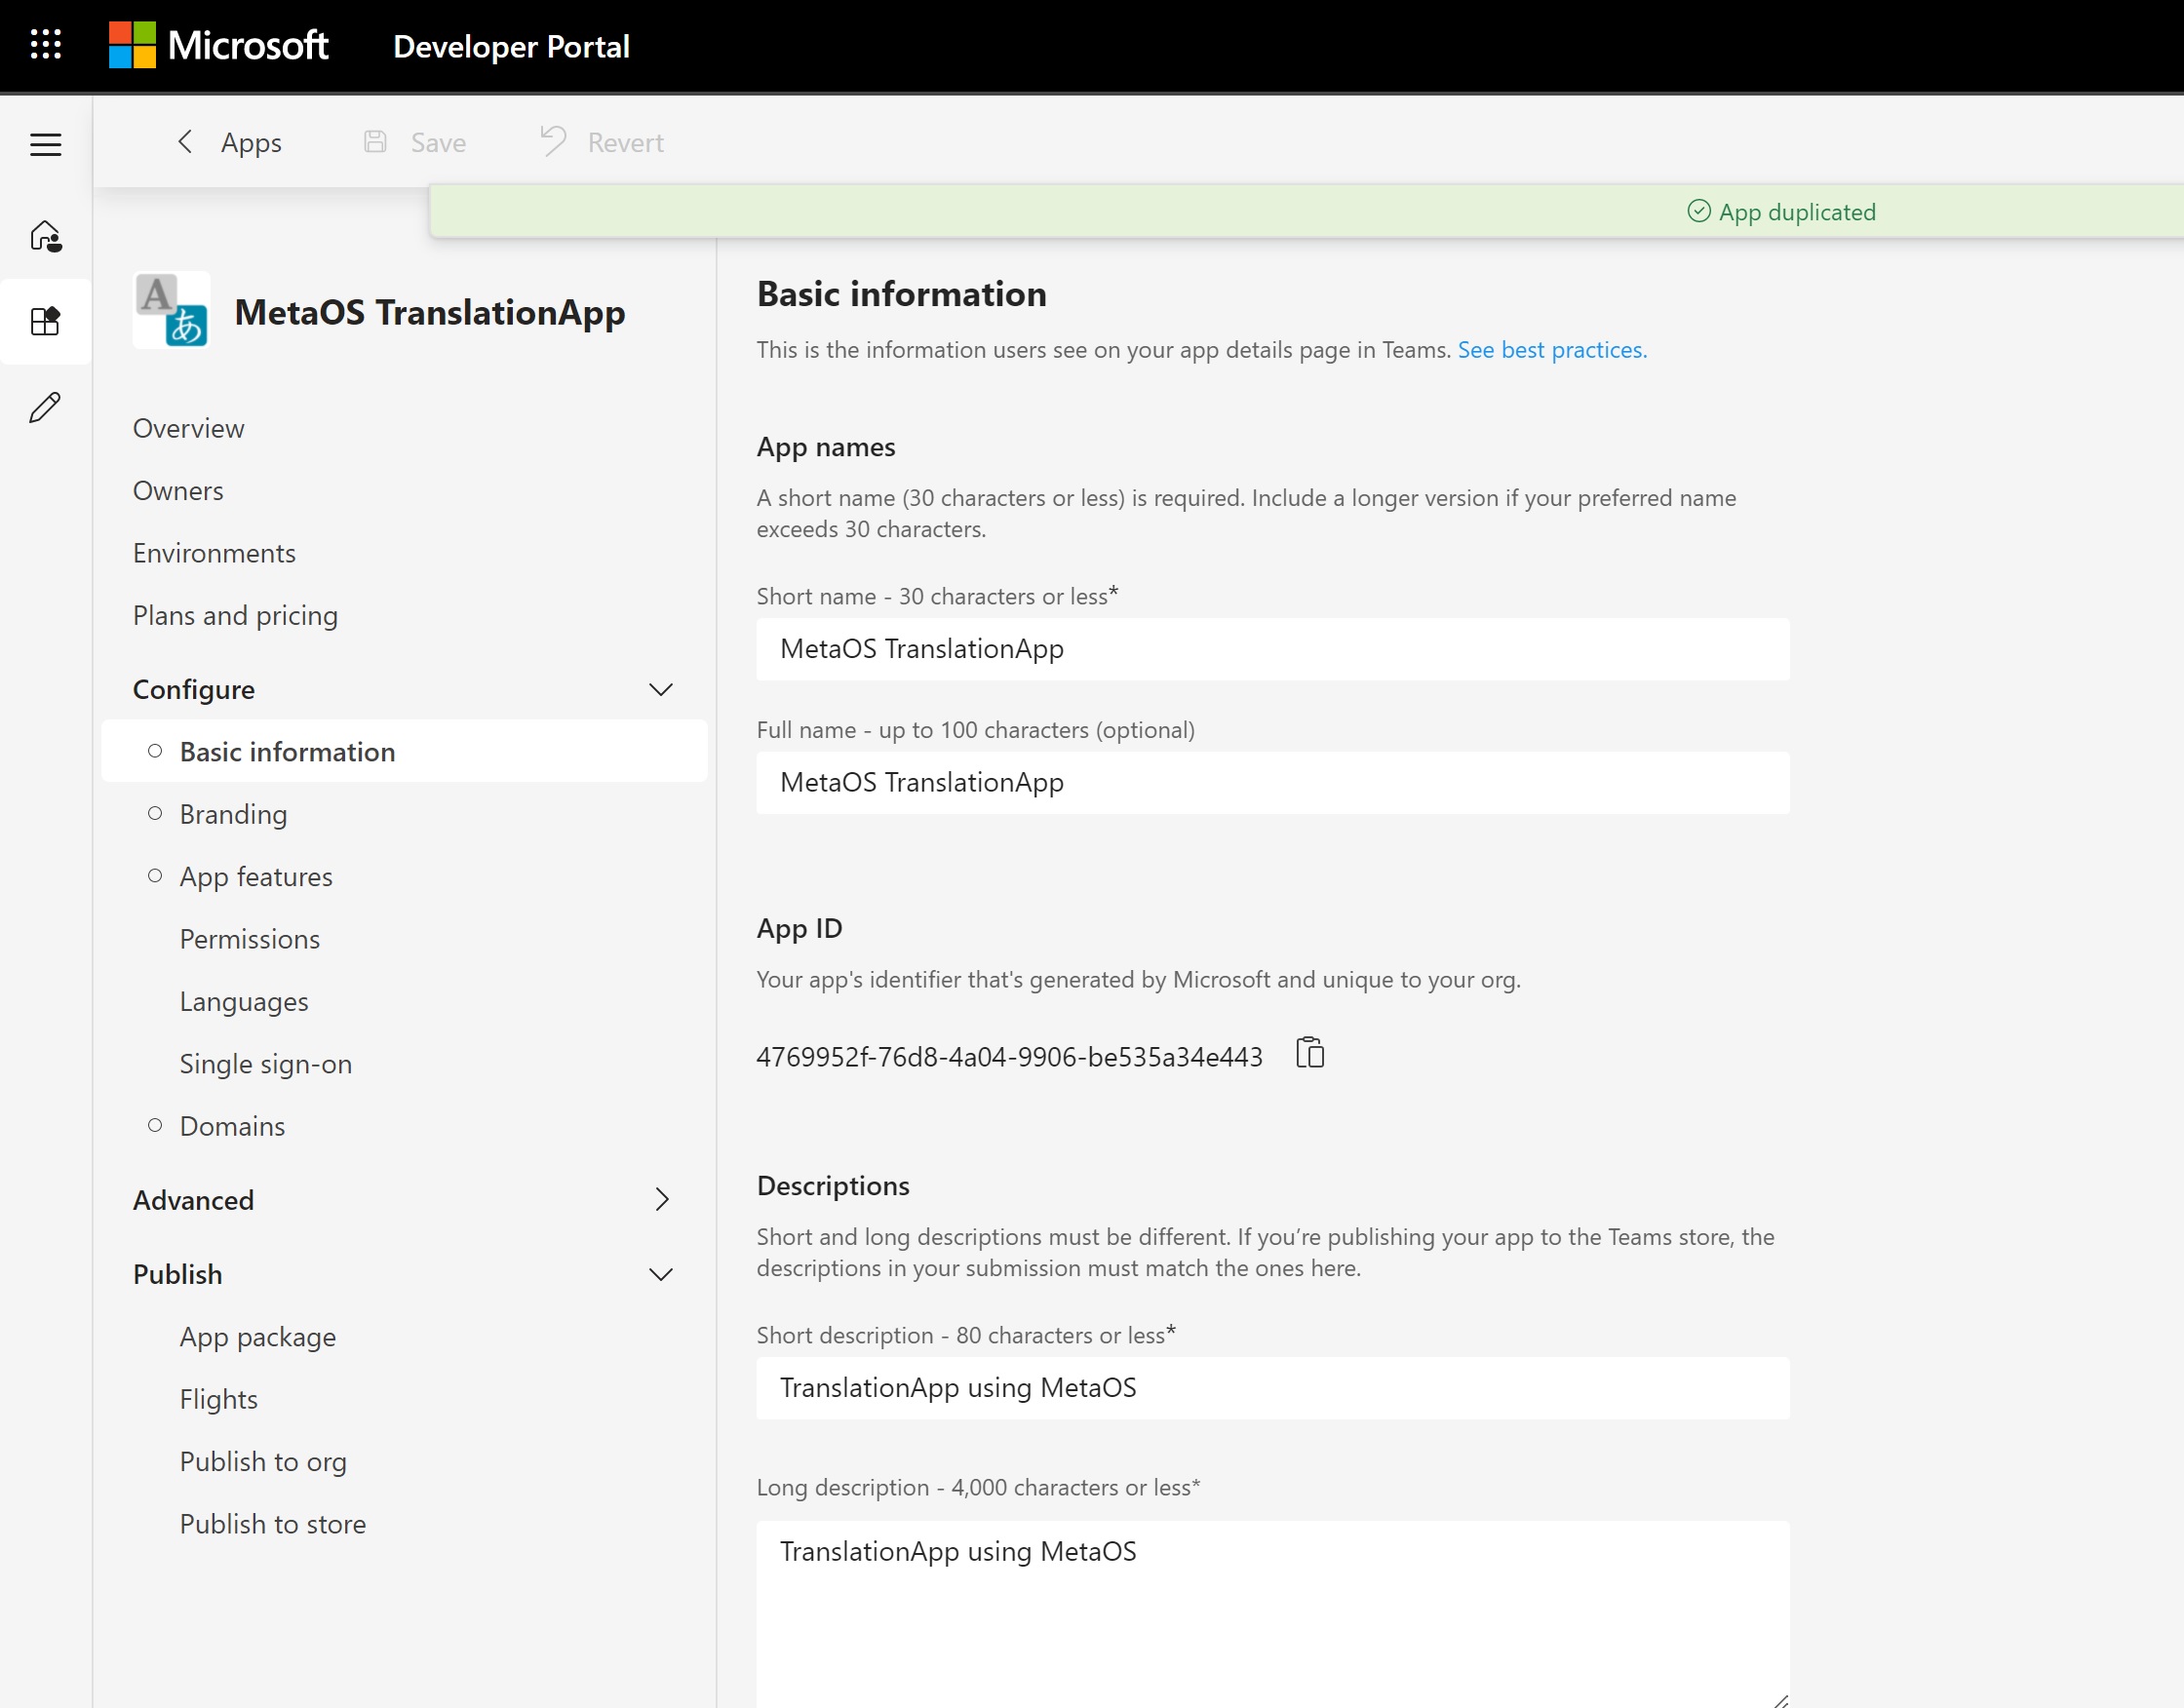 Microsoft Developer Portal
Apps Save Revert
App duplicated
A あ
MetaOS TranslationApp
Overview
Owners
Environments
Plans and pricing
Configure
Basic information
Branding
App features
Permissions
Languages
Single sign-on
Domains
Advanced
Publish
App package
Flights
Publish to org
Publish to store
Basic information
This is the information users see on your app details page in Teams. See best practices.
App names
A short name (30 characters or less) is required. Include a longer version if your preferred name
exceeds 30 characters.
Short name - 30 characters or less*
MetaOS TranslationApp
Full name - up to 100 characters (optional)
MetaOS TranslationApp
App ID
Your app's identifier that's generated by Microsoft and unique to your org.
4769952f-76d8-4a04-9906-be535a34e443
Descriptions
Short and long descriptions must be different. If you’re publishing your app to the Teams store, the
descriptions in your submission must match the ones here.
Short description - 80 characters or less*
TranslationApp using MetaOS
Long description - 4,000 characters or less*
TranslationApp using MetaOS